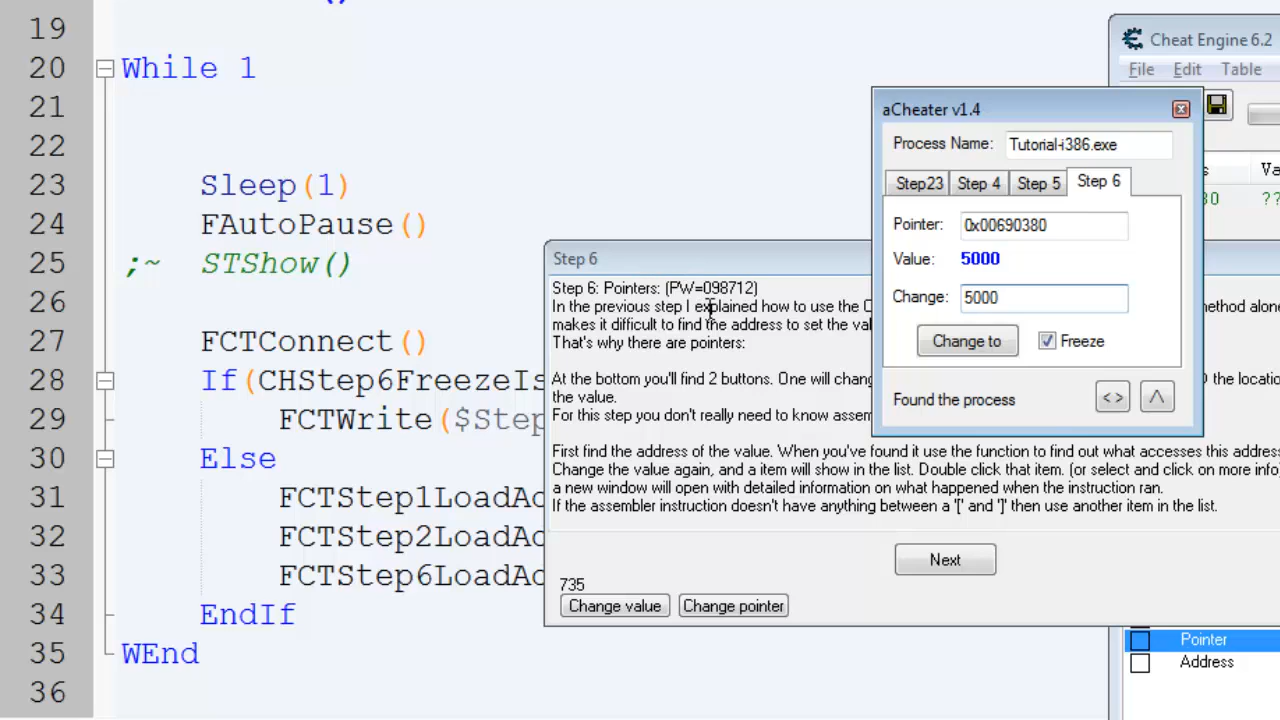 19
20 While 1
21
22
23 Sleep(1)
24 FAutoPause()
25 ;~ STShow()
26
27 FCTConnect()
28 If(CHStep6FreezeIs
29 FCTWrite($Step
30 Else
31 FCTStep1LoadAd
32 FCTStep2LoadAd
33 FCTStep6LoadAd
34 EndIf
35 WEnd
36
Cheat Engine 6.2
File Edit Table
Va
??
aCheater v1.4
Process Name: Tutorial-i386.exe
Step23 Step 4 Step 5 Step 6
Pointer: 0x00690380
Value: 5000
Change: 5000
Change to Freeze
Found the process <> /\
Step 6
Step 6: Pointers: (PW=098712)
In the previous step I explained how to use the C ethod alone
makes it difficult to find the address to set the val
That's why there are pointers:
At the bottom you'll find 2 buttons. One will chang the location
the value.
For this step you don't really need to know assem
First find the address of the value. When you've found it use the function to find out what accesses this address
Change the value again, and a item will show in the list. Double click that item. (or select and click on more info
a new window will open with detailed information on what happened when the instruction ran.
If the assembler instruction doesn't have anything between a '[' and ']' then use another item in the list.
Next
735
Change value Change pointer
Pointer
Address